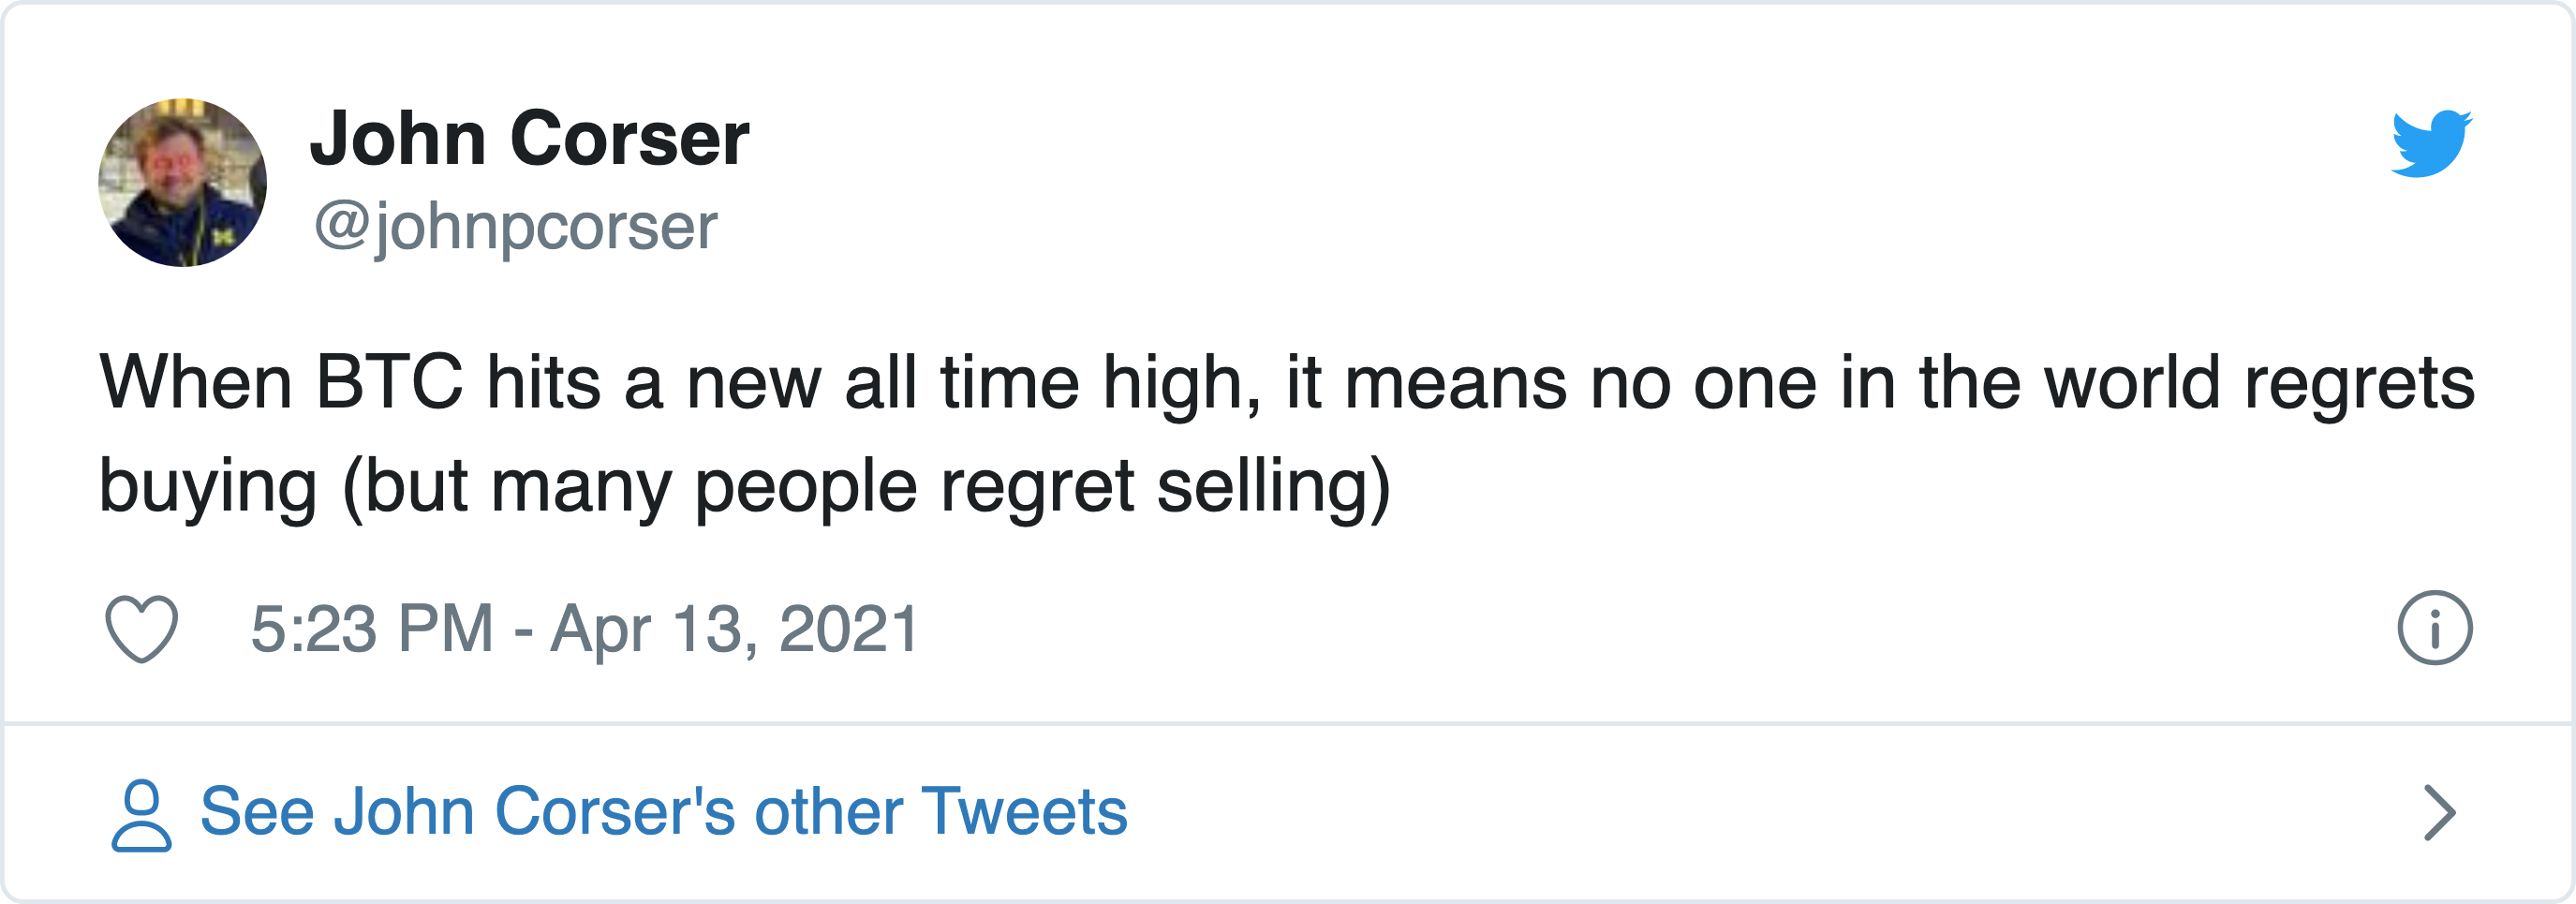 John Corser
@johnpcorser
When BTC hits a new all time high, it means no one in the world regrets
buying (but many people regret selling)
5:23 PM - Apr 13, 2021
See John Corser's other Tweets